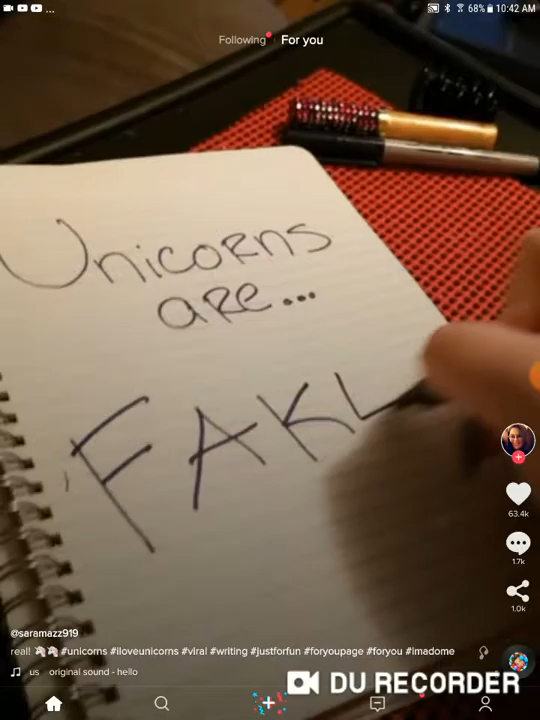 68% 10:42 AM
Following For you
Unicorns
are...
FAKL
63.4k
1.7k
1.0k
@saramazz919
real! 🦄🦄 #unicorns #iloveunicorns #viral #writing #justforfun #foryoupage #foryou #imadome
us original sound - hello
DU RECORDER